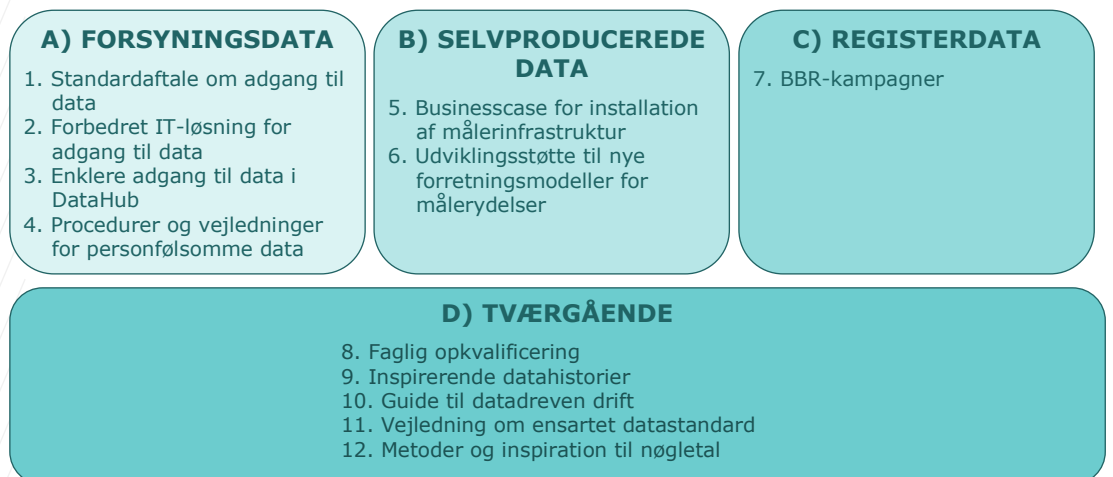 A) FORSYNINGSDATA
1. Standardaftale om adgang til
data
2. Forbedret IT-løsning for
adgang til data
3. Enklere adgang til data i
DataHub
4. Procedurer og vejledninger
for personfølsomme data
B) SELVPRODUCEREDE
DATA
5. Businesscase for installation
af målerinfrastruktur
6. Udviklingsstøtte til nye
forretningsmodeller for
målerydelser
C) REGISTERDATA
7. BBR-kampagner
D) TVÆRGÅENDE
8. Faglig opkvalificering
9. Inspirerende datahistorier
10. Guide til datadreven drift
11. Vejledning om ensartet datastandard
12. Metoder og inspiration til nøgletal